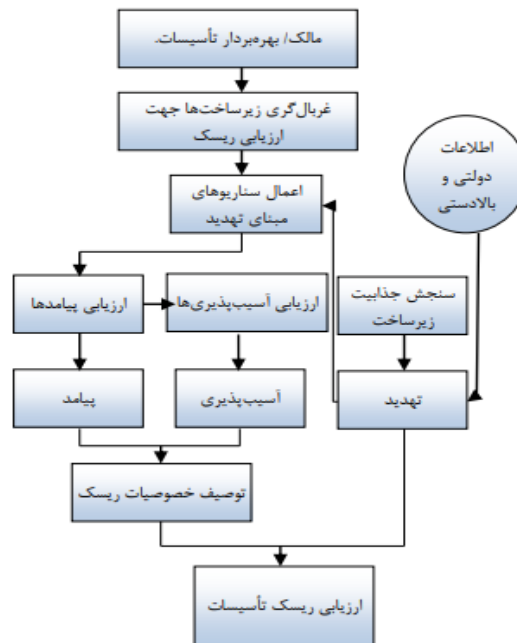 مالک/ بهره‌بردار تأسیسات.
غربال‌گری زیرساخت‌ها جهت
ارزیابی ریسک
اطلاعات
دولتی و
بالادستی
اعمال سناریوهای
مبنای تهدید
ارزیابی پیامدها
ارزیابی آسیب‌پذیری‌ها
سنجش جذابیت
زیرساخت
پیامد
آسیب‌پذیری
تهدید
توصیف خصوصیات ریسک
ارزیابی ریسک تأسیسات